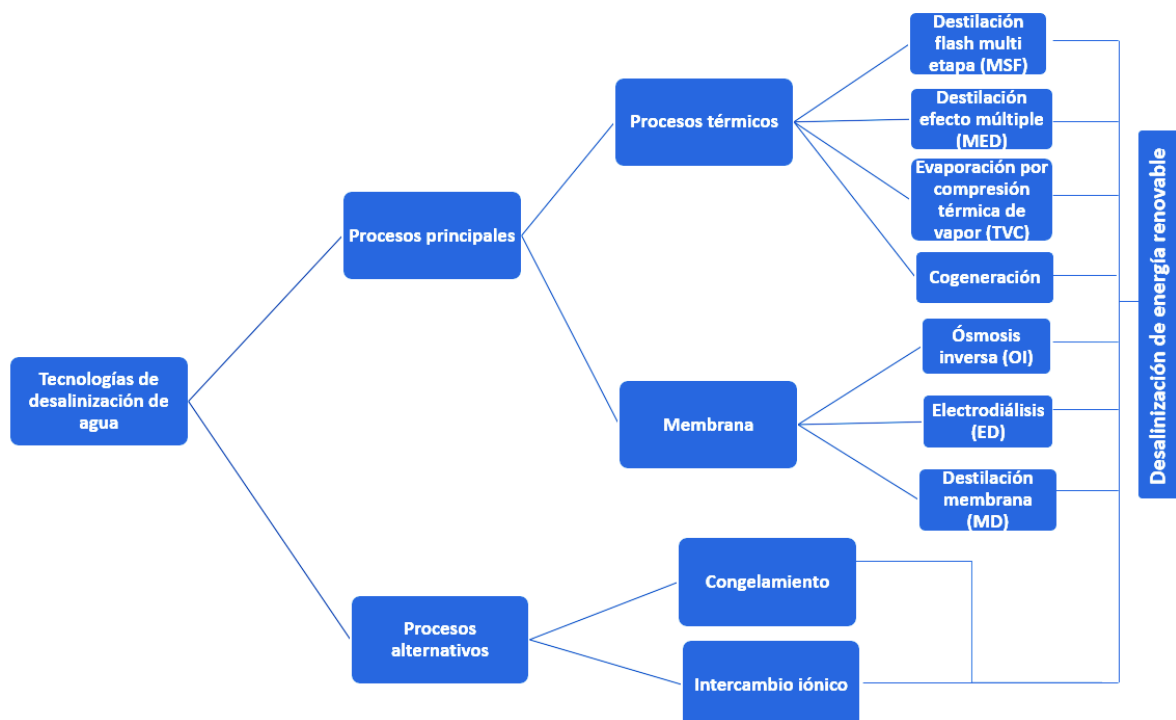 Tecnologías de
desalinización de
agua
Procesos principales
Procesos térmicos
Destilación
flash multi
etapa (MSF)
Destilación
efecto múltiple
(MED)
Evaporación por
compresión
térmica de
vapor (TVC)
Cogeneración
Membrana
Ósmosis
inversa (OI)
Electrodiálisis
(ED)
Destilación
membrana
(MD)
Procesos
alternativos
Congelamiento
Intercambio iónico
Desalinización de energía renovable